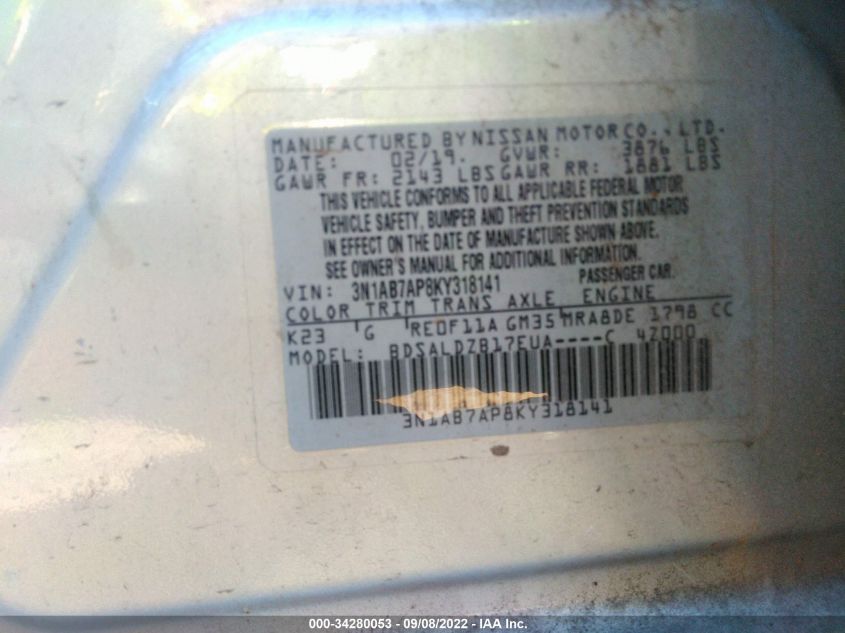 MANUFACTURED BY NISSAN MOTOR CO., LTD.
DATE: 02/19. GVWR: 3876 LBS
GAWR FR: 2143 LBS GAWR RR: 1881 LBS
THIS VEHICLE CONFORMS TO ALL APPLICABLE FEDERAL MOTOR
VEHICLE SAFETY, BUMPER AND THEFT PREVENTION STANDARDS
IN EFFECT ON THE DATE OF MANUFACTURE SHOWN ABOVE.
SEE OWNER'S MANUAL FOR ADDITIONAL INFORMATION.
VIN: 3N1AB7AP8KY318141 PASSENGER CAR.
COLOR TRIM TRANS AXLE ENGINE
K23 G RE0F11A GM35 MRA8DE 1798 CC
MODEL: BDSALDZB17EUA----C 4Z000
3N1AB7AP8KY318141
000-34280053 - 09/08/2022 - IAA Inc.